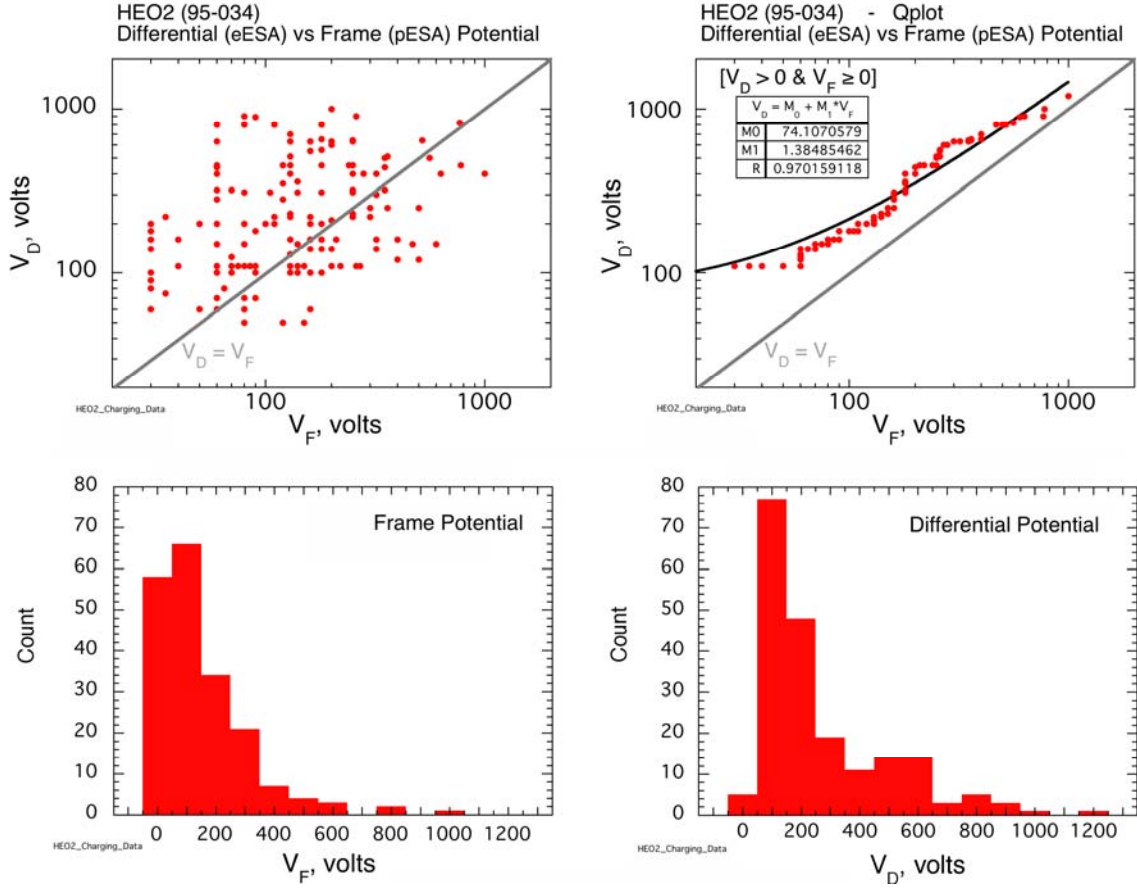 HEO2 (95-034)
Differential (eESA) vs Frame (pESA) Potential
1000
100
V_D, volts
V_D = V_F
100
1000
HEO2_Charging_Data
V_F, volts
HEO2 (95-034) - Qplot
Differential (eESA) vs Frame (pESA) Potential
[V_D > 0 & V_F ≥ 0]
V_D = M_0 + M_1*V_F
M0 74.1070579
M1 1.38485462
R 0.970159118
1000
100
V_D, volts
V_D = V_F
100
1000
HEO2_Charging_Data
V_F, volts
80
70
60
50
40
30
20
10
0
Count
Frame Potential
0 200 400 600 800 1000 1200
HEO2_Charging_Data
V_F, volts
80
70
60
50
40
30
20
10
0
Count
Differential Potential
0 200 400 600 800 1000 1200
HEO2_Charging_Data
V_D, volts